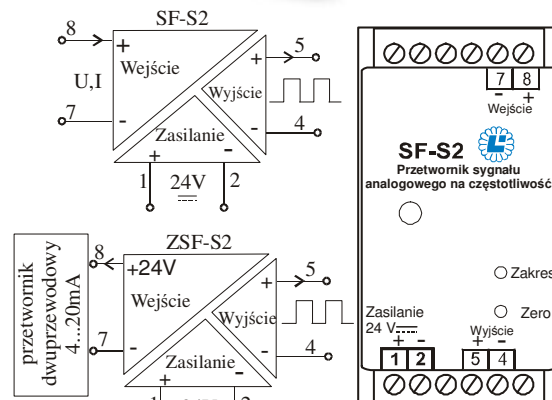 SF-S2
8
+
Wejście
U,I
7
-
+
5
Wyjście
-
4
Zasilanie
+
-
1
24V
2
ZSF-S2
przetwornik
dwuprzewodowy
4...20mA
8
+24V
Wejście
7
-
+
5
Wyjście
-
4
Zasilanie
+
-
1
2
7 8
- +
Wejście
SF-S2
Przetwornik sygnału
analogowego na częstotliwość
Zakres
Zero
Zasilanie
24 V
+ -
1 2
Wyjście
+ -
5 4